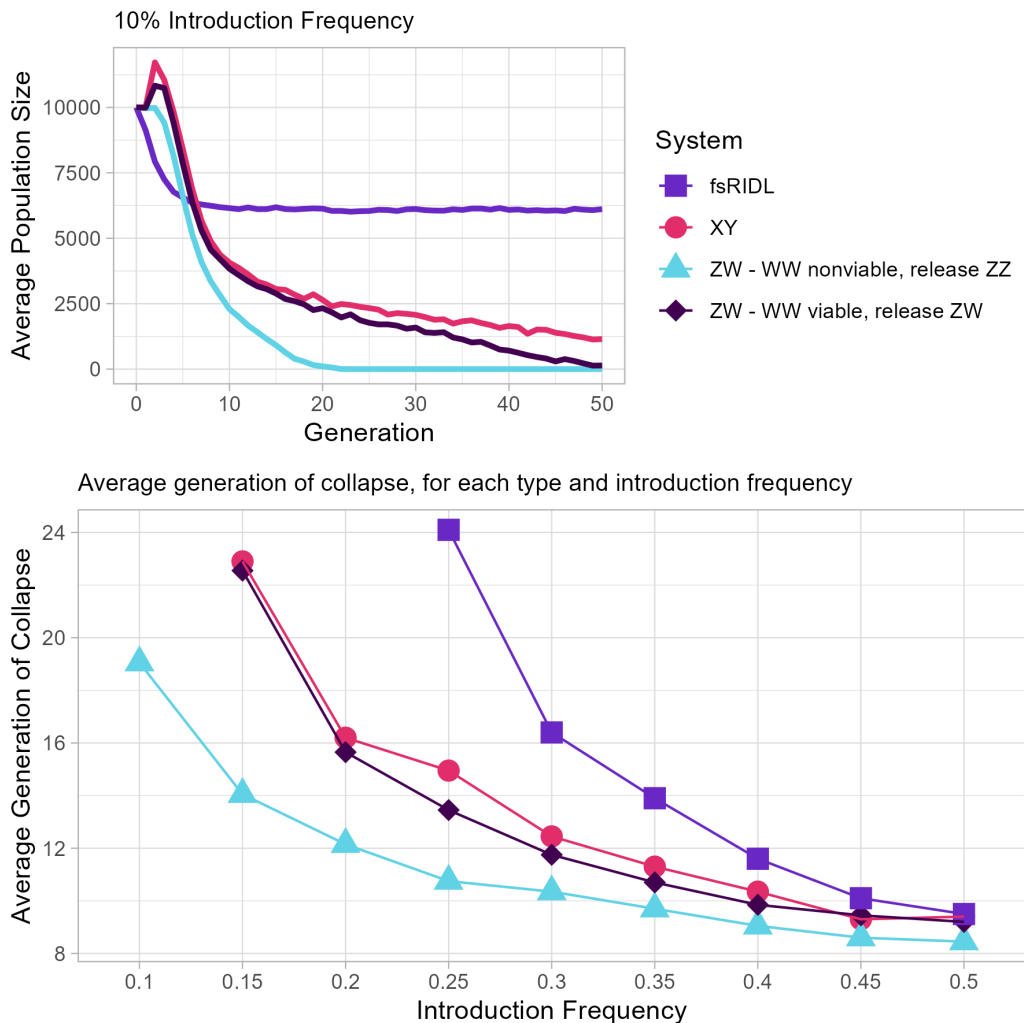 10% Introduction Frequency
Average Population Size
10000
7500
5000
2500
0
0 10 20 30 40 50
Generation
System
fsRIDL
XY
ZW - WW nonviable, release ZZ
ZW - WW viable, release ZW
Average generation of collapse, for each type and introduction frequency
Average Generation of Collapse
24
20
16
12
8
0.1 0.15 0.2 0.25 0.3 0.35 0.4 0.45 0.5
Introduction Frequency